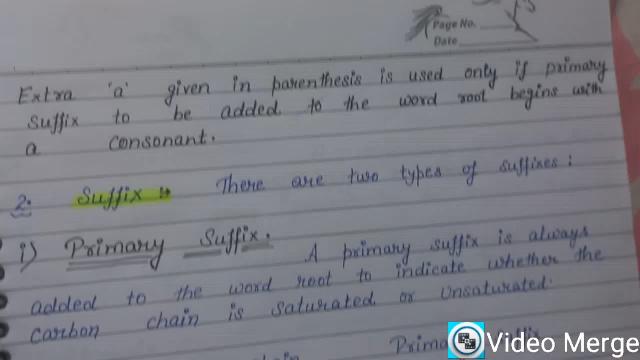 Page No.
Date
Extra 'a' given in parenthesis is used only if primary
suffix to be added to the word root begins with
a consonant.
2. Suffix :- There are two types of suffixes :
i) Primary Suffix. A primary suffix is always
added to the word root to indicate whether the
carbon chain is saturated or unsaturated.
Video Merge